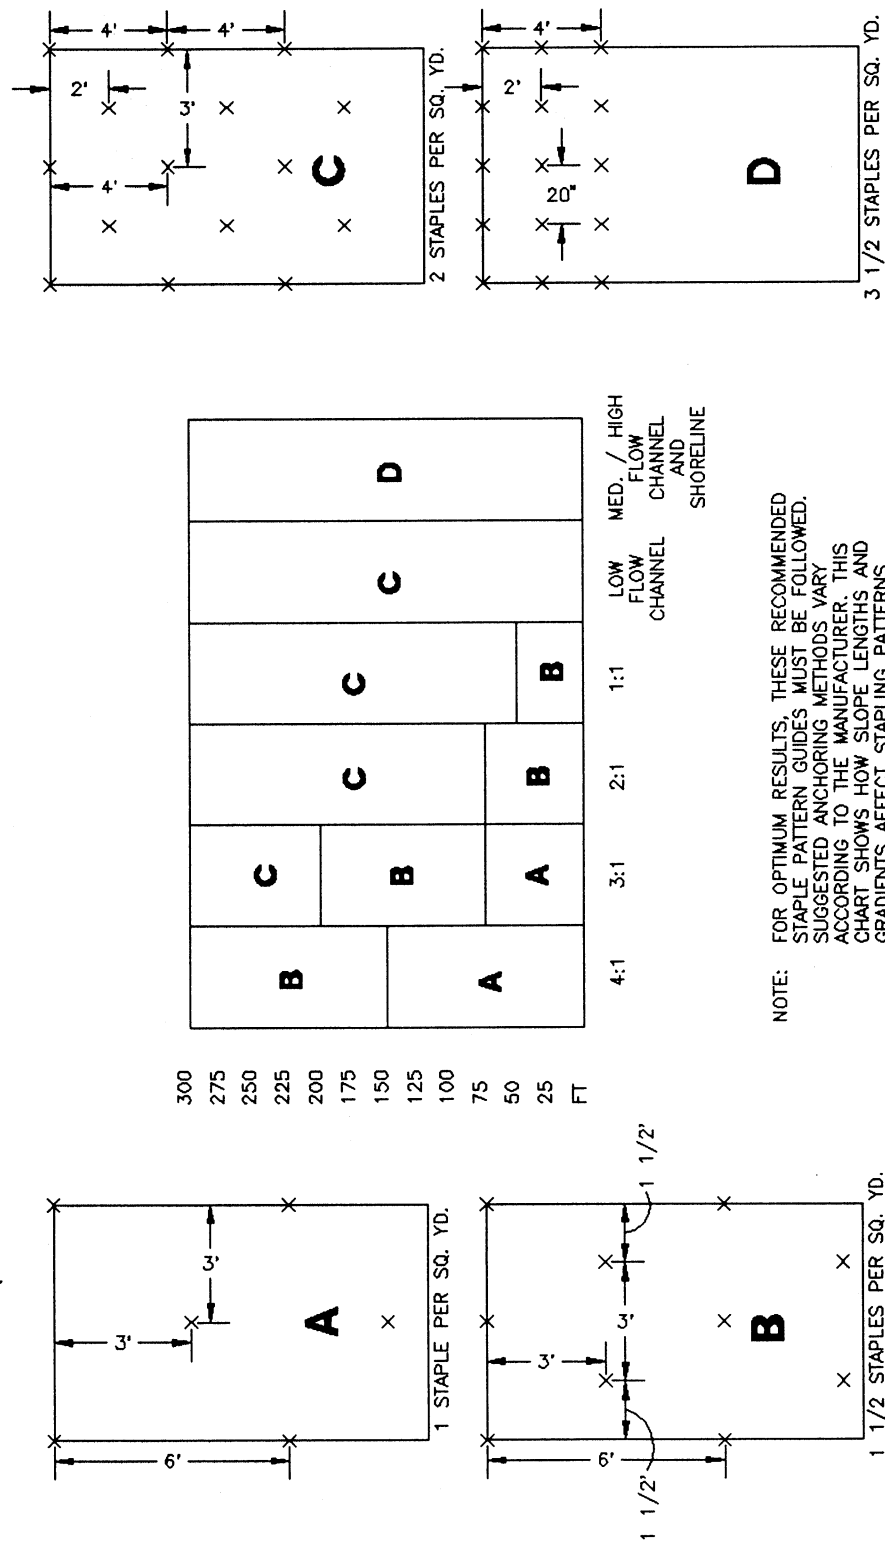 6'
3'
3'
A
1 STAPLE PER SQ. YD.
6'
3'
1 1/2'
3'
1 1/2'
B
1 1/2 STAPLES PER SQ. YD.
300
275
250
225
200
175
150
125
100
75
50
25
FT
B
A
4:1
C
B
A
3:1
C
B
2:1
C
B
1:1
C
LOW
FLOW
CHANNEL
D
MED. / HIGH
FLOW
CHANNEL
AND
SHORELINE
NOTE: FOR OPTIMUM RESULTS, THESE RECOMMENDED
STAPLE PATTERN GUIDES MUST BE FOLLOWED.
SUGGESTED ANCHORING METHODS VARY
ACCORDING TO THE MANUFACTURER. THIS
CHART SHOWS HOW SLOPE LENGTHS AND
GRADIENTS AFFECT STAPLING PATTERNS
4'
4'
2'
3'
4'
C
2 STAPLES PER SQ. YD.
4'
2'
20"
D
3 1/2 STAPLES PER SQ. YD.